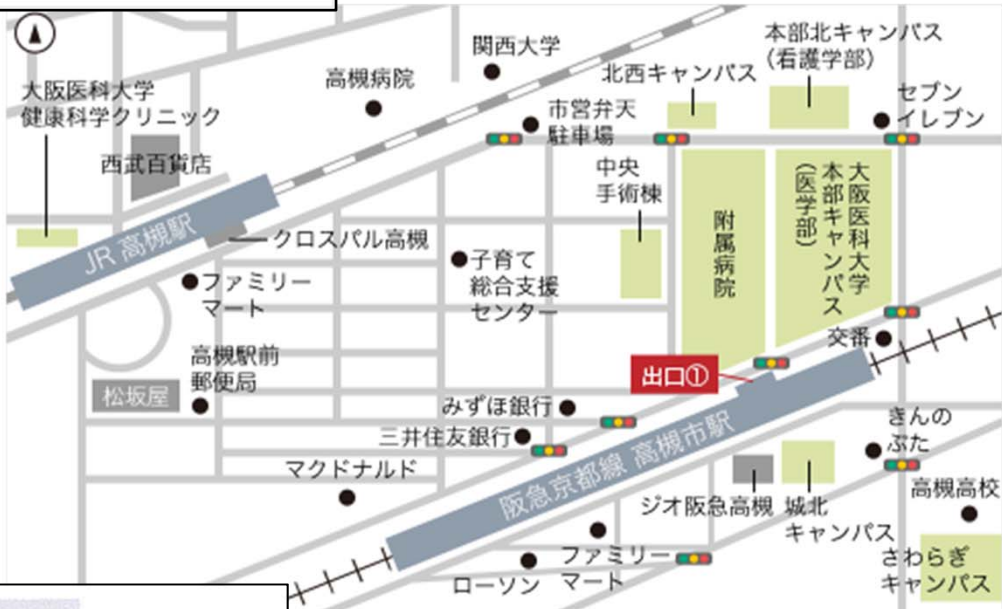 関西大学
高槻病院
本部北キャンパス
（看護学部）
北西キャンパス
セブン
イレブン
大阪医科大学
健康科学クリニック
市営弁天
駐車場
西武百貨店
中央
手術棟
大阪医科大学
本部キャンパス
（医学部）
附属病院
JR 高槻駅
クロスパル高槻
子育て
総合支援
センター
ファミリー
マート
交番
高槻駅前
郵便局
出口①
松坂屋
みずほ銀行
三井住友銀行
きんの
ぶた
阪急京都線 高槻市駅
マクドナルド
高槻高校
ジオ阪急高槻
城北
キャンパス
ファミリー
マート
ローソン
さわらぎ
キャンパス